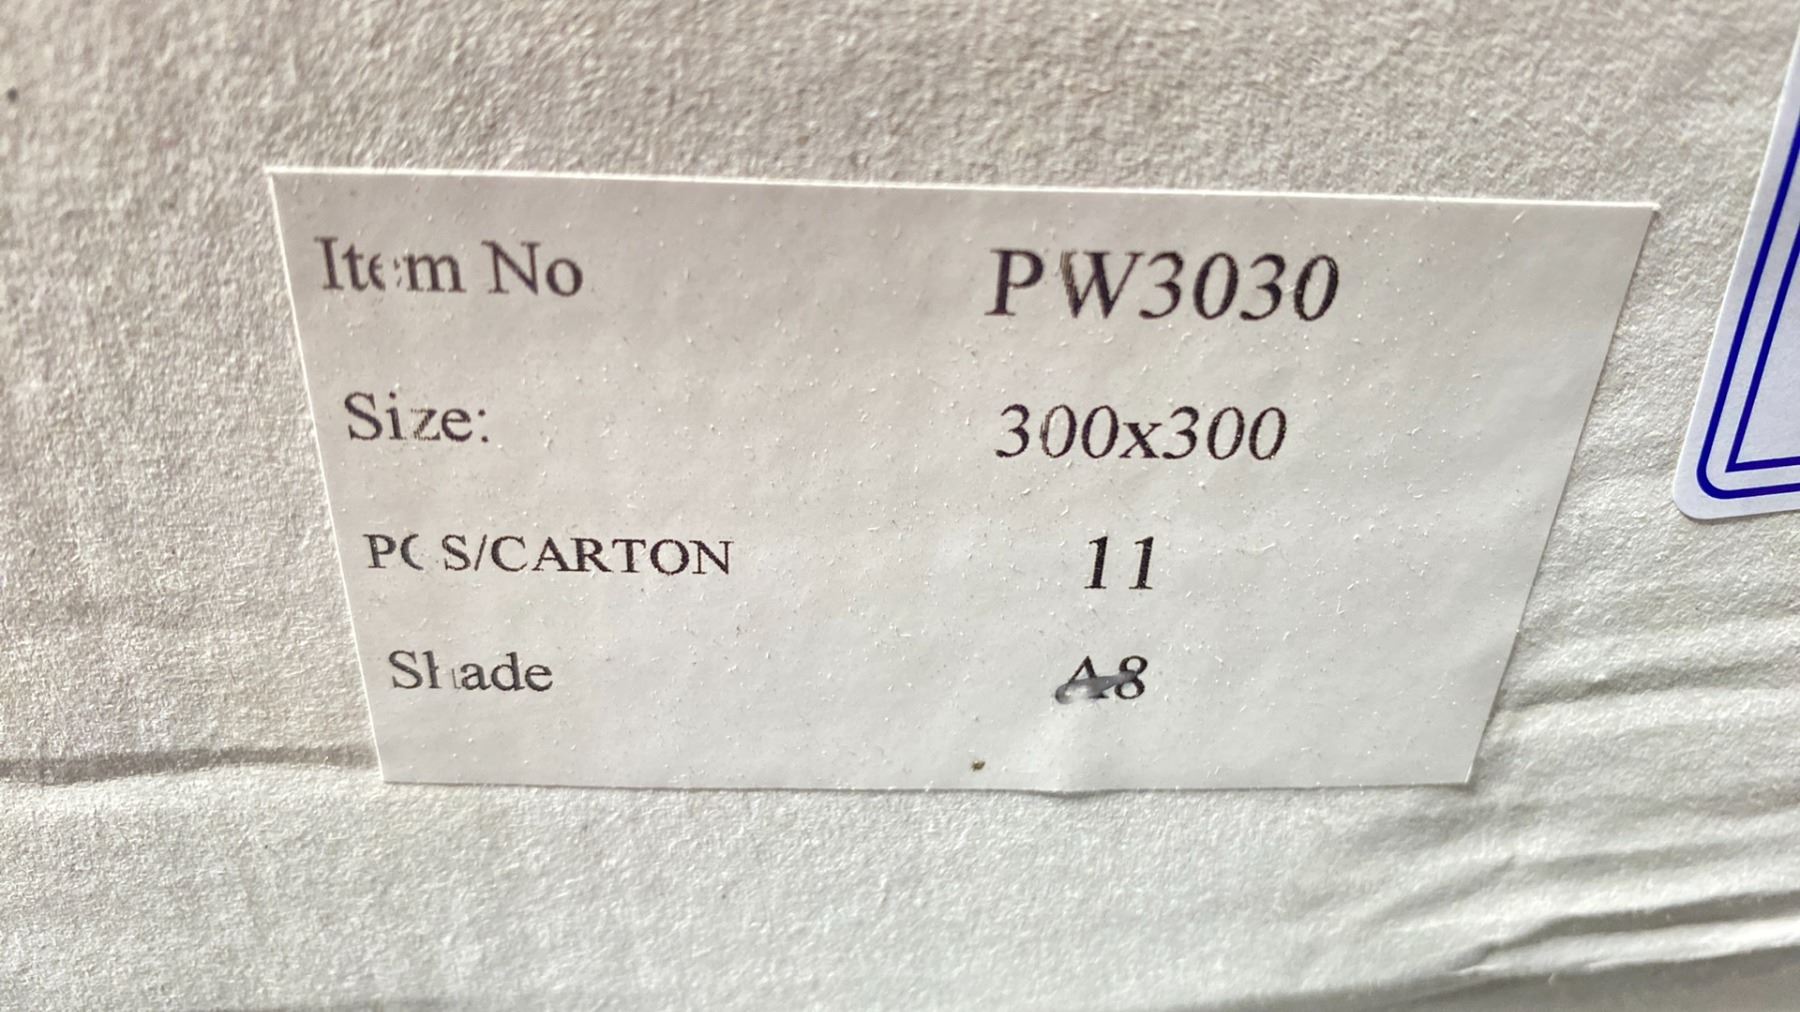 Item No PW3030
Size: 300x300
PCS/CARTON 11
Shade A8